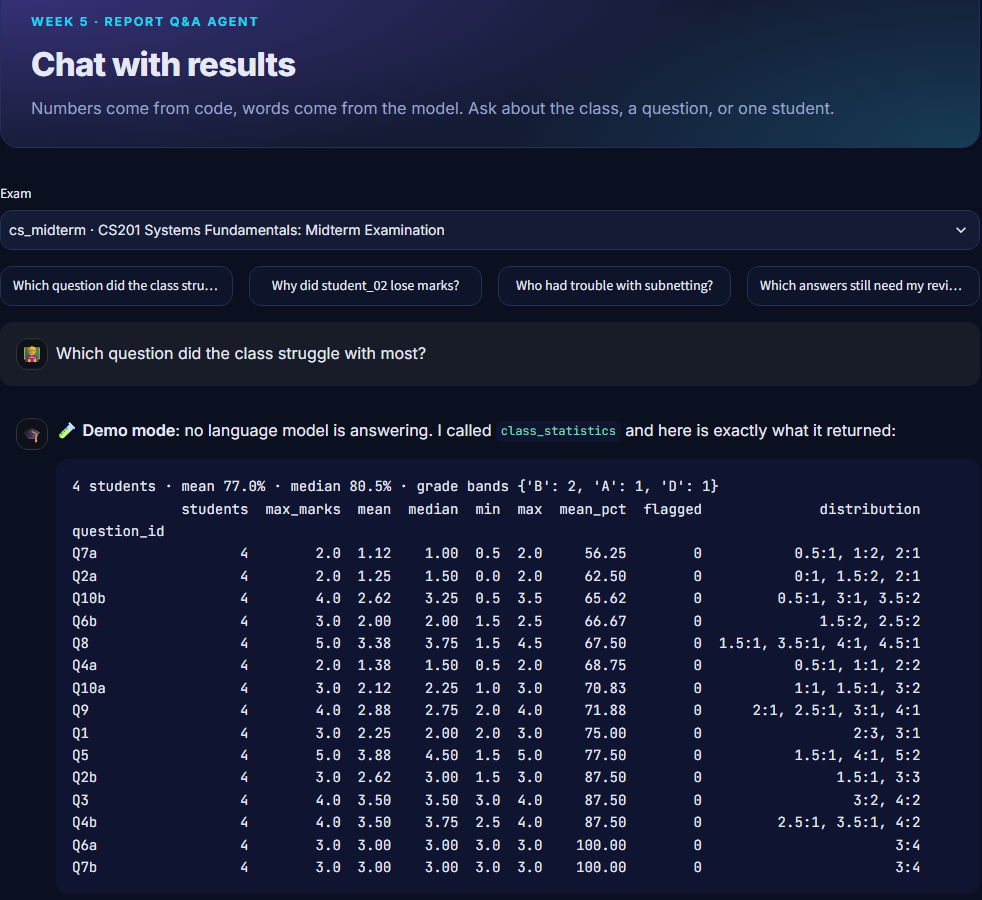 WEEK 5 · REPORT Q&A AGENT
Chat with results
Numbers come from code, words come from the model. Ask about the class, a question, or one student.
Exam
cs_midterm · CS201 Systems Fundamentals: Midterm Examination
Which question did the class stru...
Why did student_02 lose marks?
Who had trouble with subnetting?
Which answers still need my revi...
Which question did the class struggle with most?
Demo mode: no language model is answering. I called class_statistics and here is exactly what it returned:
4 students · mean 77.0% · median 80.5% · grade bands {'B': 2, 'A': 1, 'D': 1}
students max_marks mean median min max mean_pct flagged distribution
question_id
Q7a 4 2.0 1.12 1.00 0.5 2.0 56.25 0 0.5:1, 1:2, 2:1
Q2a 4 2.0 1.25 1.50 0.0 2.0 62.50 0 0:1, 1.5:2, 2:1
Q10b 4 4.0 2.62 3.25 0.5 3.5 65.62 0 0.5:1, 3:1, 3.5:2
Q6b 4 3.0 2.00 2.00 1.5 2.5 66.67 0 1.5:2, 2.5:2
Q8 4 5.0 3.38 3.75 1.5 4.5 67.50 0 1.5:1, 3.5:1, 4:1, 4.5:1
Q4a 4 2.0 1.38 1.50 0.5 2.0 68.75 0 0.5:1, 1:1, 2:2
Q10a 4 3.0 2.12 2.25 1.0 3.0 70.83 0 1:1, 1.5:1, 3:2
Q9 4 4.0 2.88 2.75 2.0 4.0 71.88 0 2:1, 2.5:1, 3:1, 4:1
Q1 4 3.0 2.25 2.00 2.0 3.0 75.00 0 2:3, 3:1
Q5 4 5.0 3.88 4.50 1.5 5.0 77.50 0 1.5:1, 4:1, 5:2
Q2b 4 3.0 2.62 3.00 1.5 3.0 87.50 0 1.5:1, 3:3
Q3 4 4.0 3.50 3.50 3.0 4.0 87.50 0 3:2, 4:2
Q4b 4 4.0 3.50 3.75 2.5 4.0 87.50 0 2.5:1, 3.5:1, 4:2
Q6a 4 3.0 3.00 3.00 3.0 3.0 100.00 0 3:4
Q7b 4 3.0 3.00 3.00 3.0 3.0 100.00 0 3:4